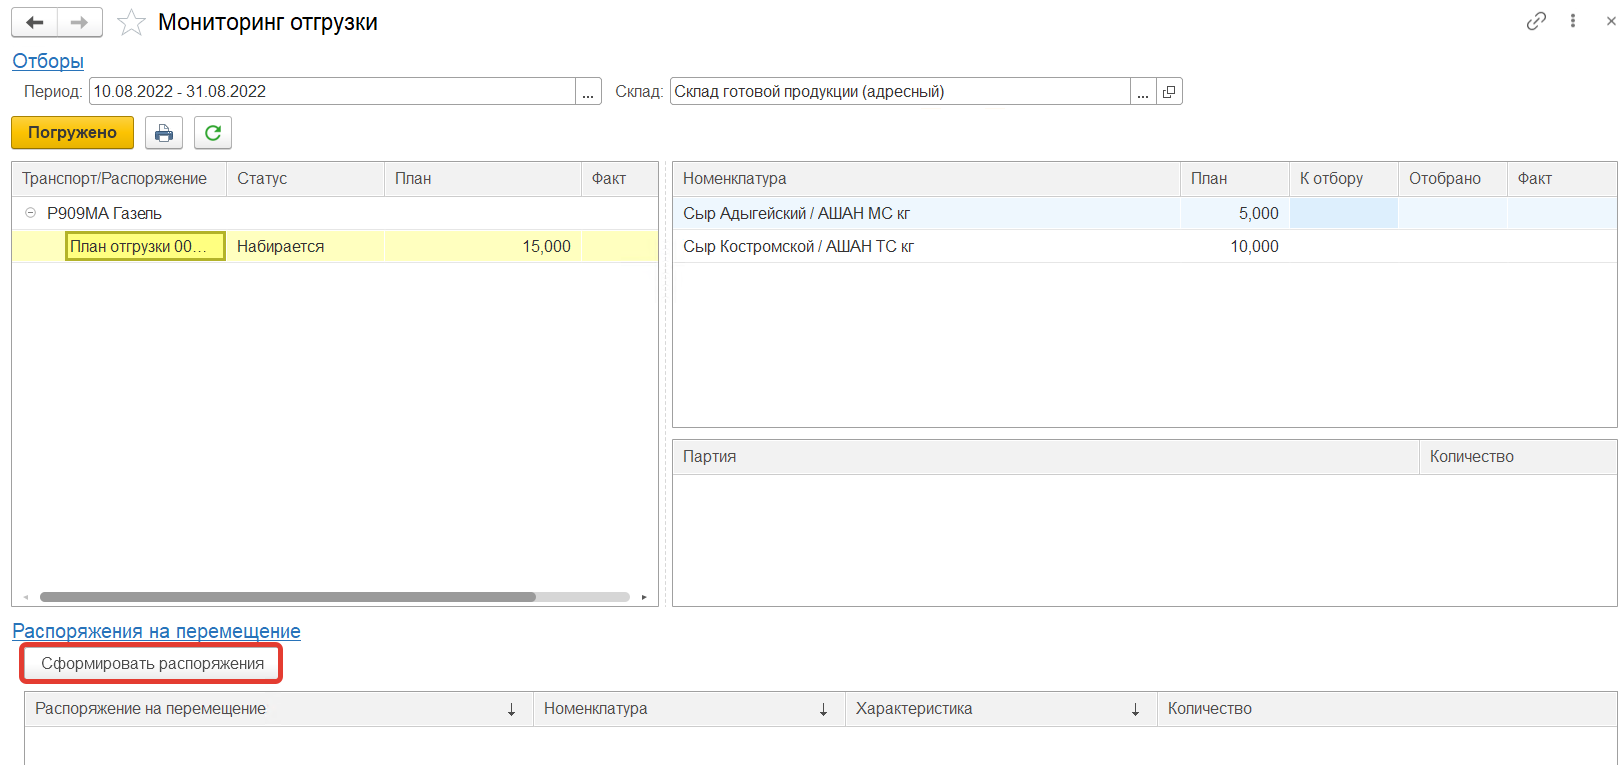 Мониторинг отгрузки
Отборы
Период: 10.08.2022 - 31.08.2022 ... Склад: Склад готовой продукции (адресный) ...
Погружено
Транспорт/Распоряжение Статус План Факт
Р909МА Газель
План отгрузки 00... Набирается 15,000
Номенклатура План К отбору Отобрано Факт
Сыр Адыгейский / АШАН МС кг 5,000
Сыр Костромской / АШАН ТС кг 10,000
Партия Количество
Распоряжения на перемещение
Сформировать распоряжения
Распоряжение на перемещение ↓ Номенклатура ↓ Характеристика ↓ Количество